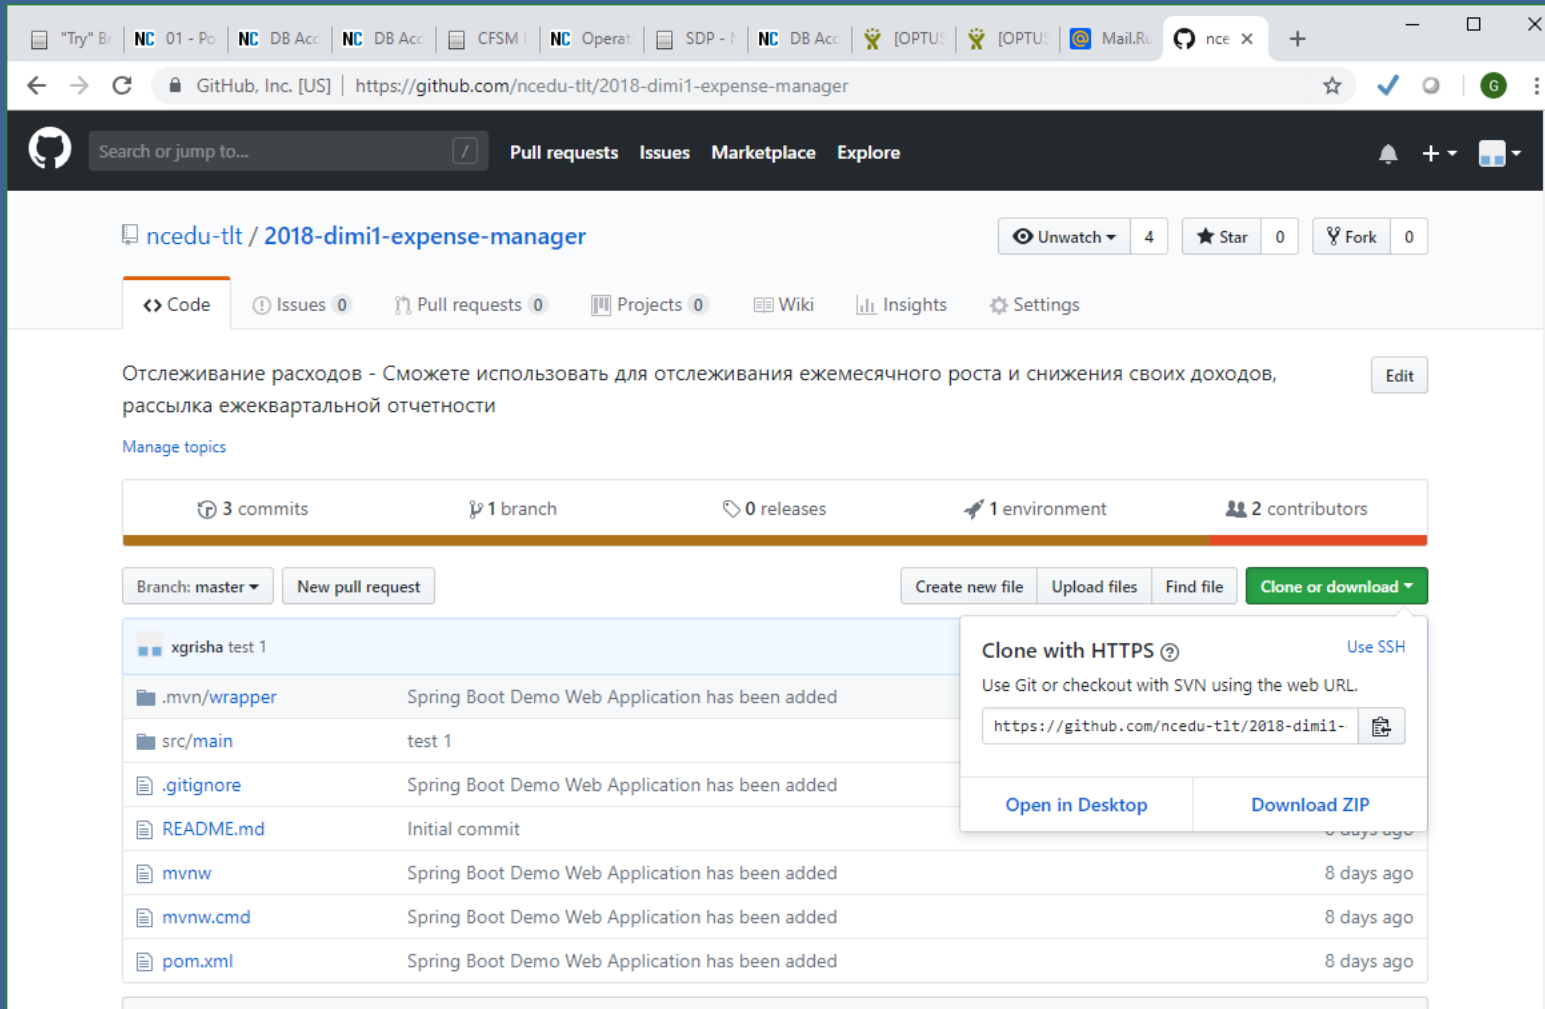 "Try" Br NC 01 - Po NC DB Acc NC DB Acc CFSM I NC Operat SDP - N NC DB Acc [OPTUS [OPTUS Mail.Ru nce
GitHub, Inc. [US] | https://github.com/ncedu-tlt/2018-dimi1-expense-manager G
Search or jump to... / Pull requests Issues Marketplace Explore
ncedu-tlt / 2018-dimi1-expense-manager Unwatch 4 Star 0 Fork 0
Code Issues 0 Pull requests 0 Projects 0 Wiki Insights Settings
Отслеживание расходов - Сможете использовать для отслеживания ежемесячного роста и снижения своих доходов, Edit
рассылка ежеквартальной отчетности
Manage topics
3 commits 1 branch 0 releases 1 environment 2 contributors
Branch: master New pull request Create new file Upload files Find file Clone or download
xgrisha test 1
Clone with HTTPS ? Use SSH
Use Git or checkout with SVN using the web URL.
https://github.com/ncedu-tlt/2018-dimi1-
Open in Desktop Download ZIP
.mvn/wrapper Spring Boot Demo Web Application has been added
src/main test 1
.gitignore Spring Boot Demo Web Application has been added
README.md Initial commit days ago
mvnw Spring Boot Demo Web Application has been added 8 days ago
mvnw.cmd Spring Boot Demo Web Application has been added 8 days ago
pom.xml Spring Boot Demo Web Application has been added 8 days ago